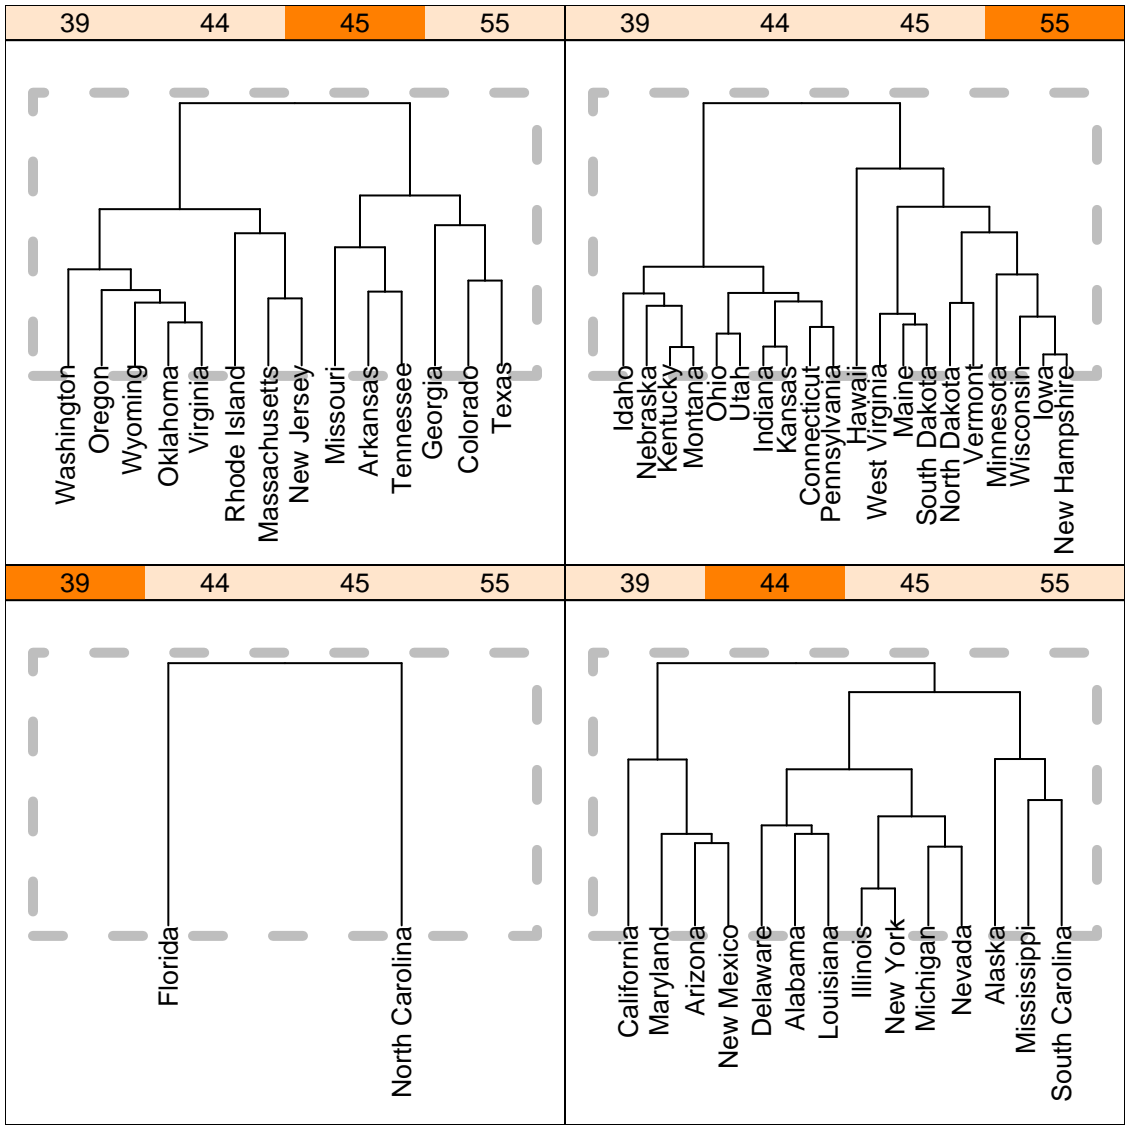 39 44 45 55
Washington
Oregon
Wyoming
Oklahoma
Virginia
Rhode Island
Massachusetts
New Jersey
Missouri
Arkansas
Tennessee
Georgia
Colorado
Texas
39 44 45 55
Idaho
Nebraska
Kentucky
Montana
Ohio
Utah
Indiana
Kansas
Connecticut
Pennsylvania
Hawaii
West Virginia
Maine
South Dakota
North Dakota
Vermont
Minnesota
Wisconsin
Iowa
New Hampshire
39 44 45 55
Florida
North Carolina
39 44 45 55
California
Maryland
Arizona
New Mexico
Delaware
Alabama
Louisiana
Illinois
New York
Michigan
Nevada
Alaska
Mississippi
South Carolina